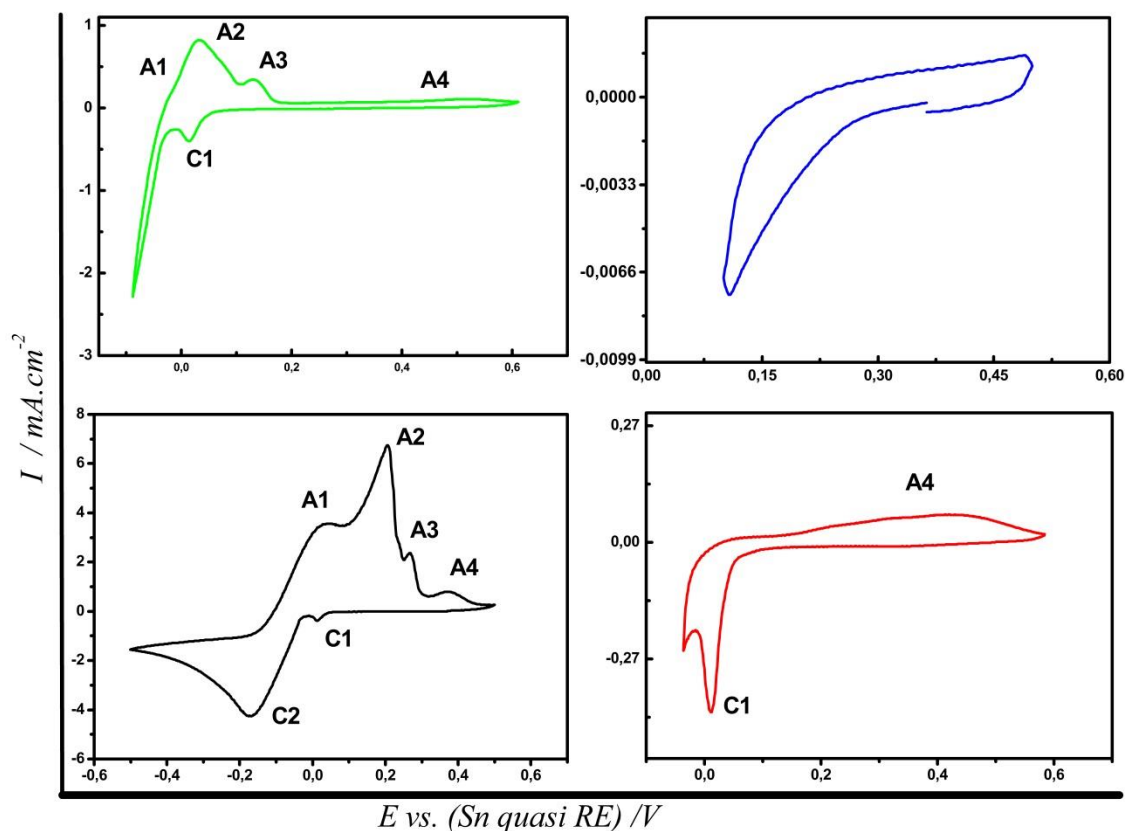 I / mA.cm-2
1
0
-1
-2
-3
A1
A2
A3
A4
C1
0,0 0,2 0,4 0,6
0,0000
-0,0033
-0,0066
-0,0099
0,00 0,15 0,30 0,45 0,60
8
6
4
2
0
-2
-4
-6
A1
A2
A3
A4
C1
C2
-0,6 -0,4 -0,2 0,0 0,2 0,4 0,6
0,27
0,00
-0,27
A4
C1
0,0 0,2 0,4 0,6
E vs. (Sn quasi RE) /V